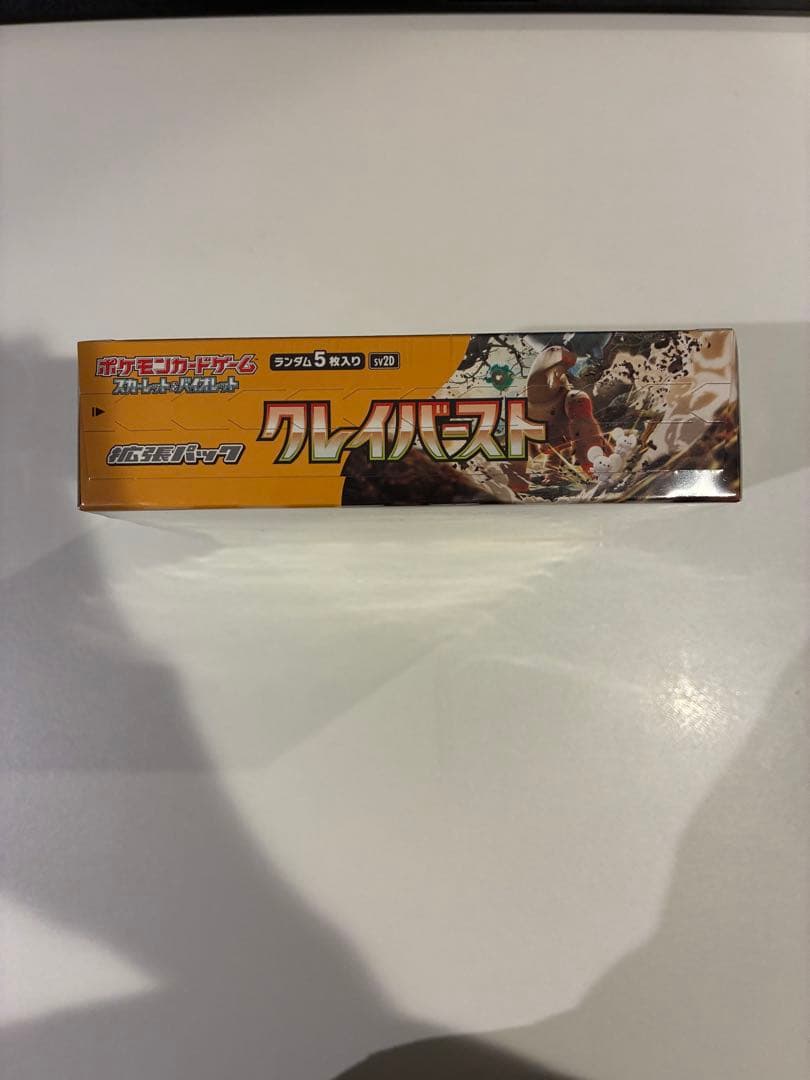 ポケモンカードゲーム
スカーレット&バイオレット
ランダム5枚入り
SV2D
拡張パック
クレイバースト